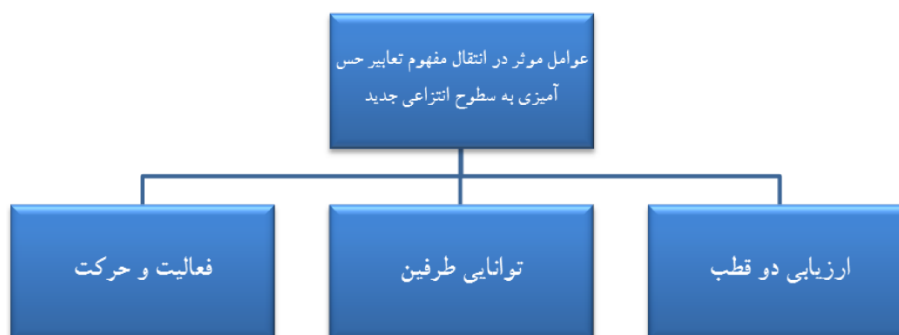 عوامل موثر در انتقال مفهوم تعابیر حس
آمیزی به سطوح انتزاعی جدید
ارزیابی دو قطب
توانایی طرفین
فعالیت و حرکت